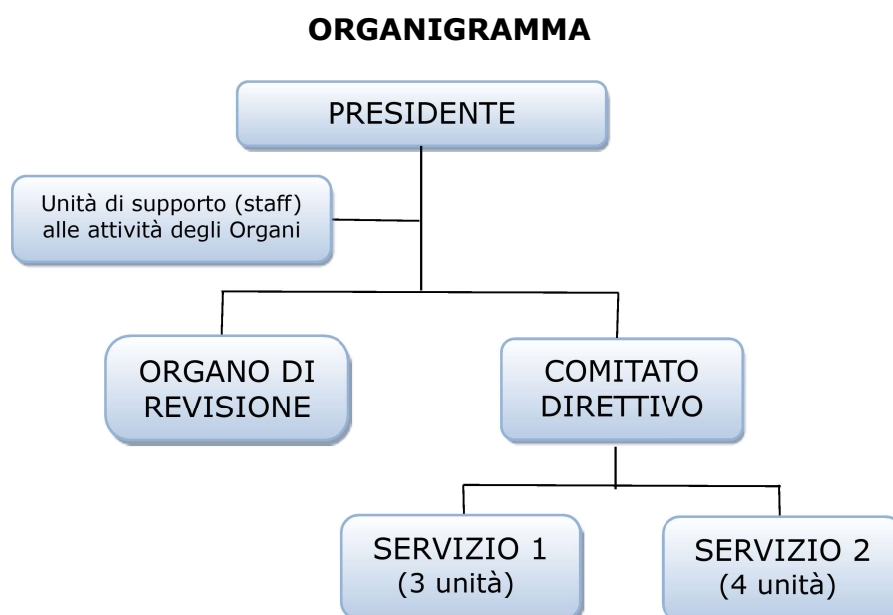 ORGANIGRAMMA
PRESIDENTE
Unità di supporto (staff)
alle attività degli Organi
ORGANO DI
REVISIONE
COMITATO
DIRETTIVO
SERVIZIO 1
(3 unità)
SERVIZIO 2
(4 unità)